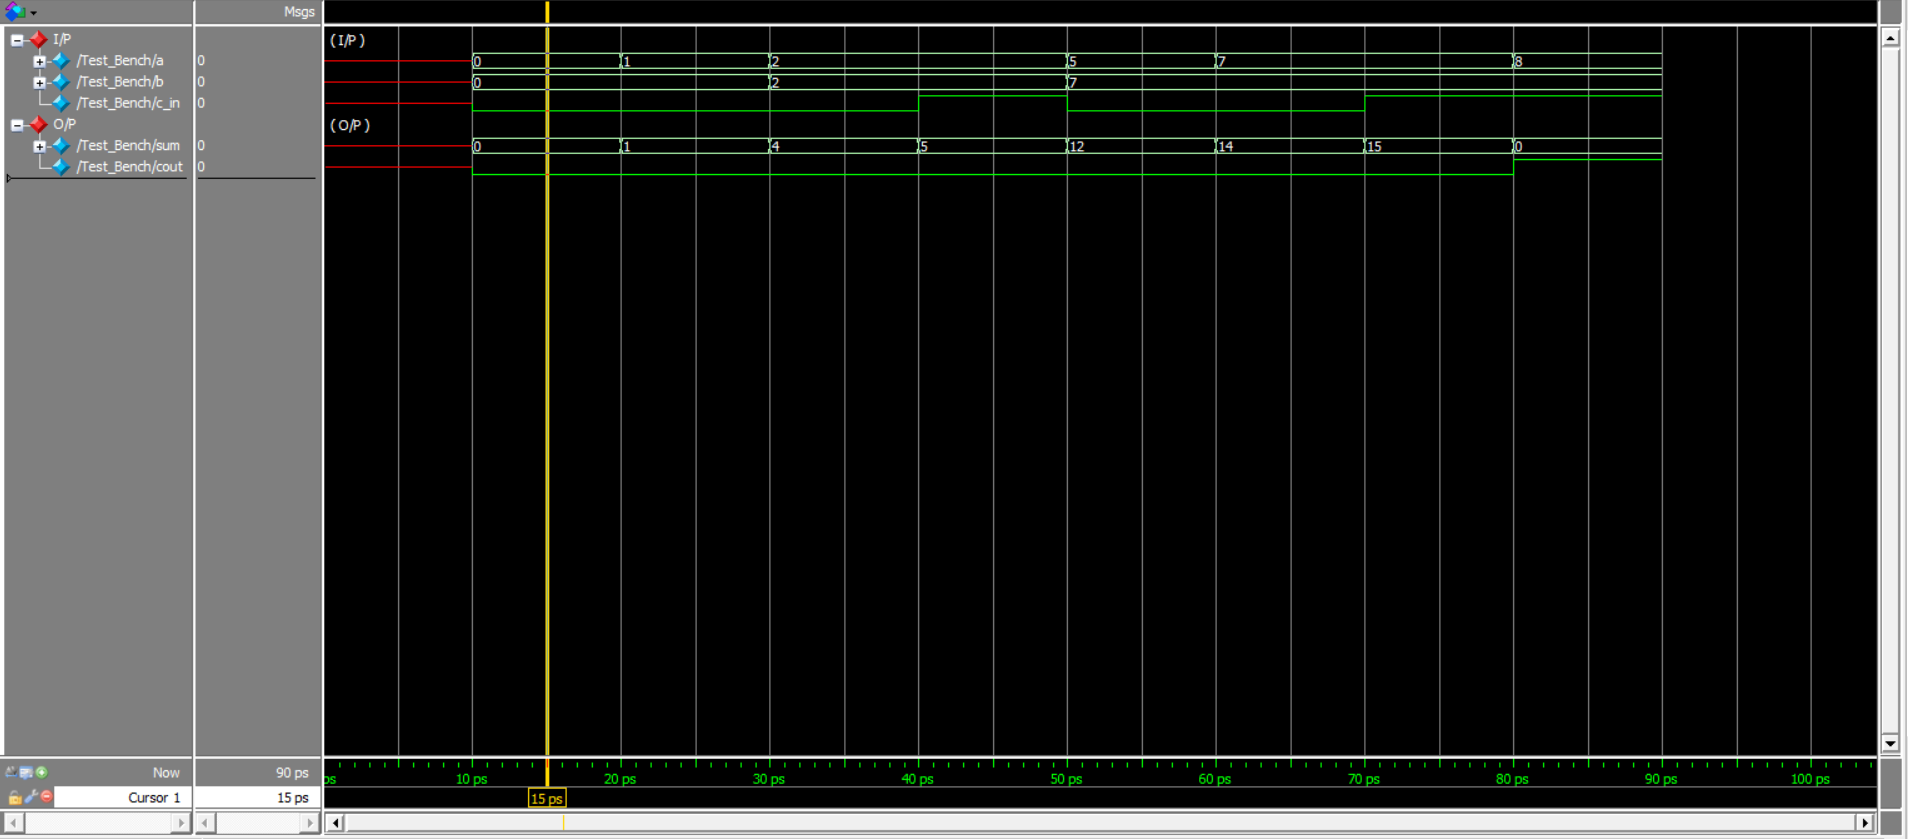 Msgs
I/P
(I/P)
/Test_Bench/a 0 0 1 2 5 7 8
/Test_Bench/b 0 0 2 7
/Test_Bench/c_in 0
O/P
(O/P)
/Test_Bench/sum 0 0 1 4 5 12 14 15 0
/Test_Bench/cout 0
Now 90 ps
ps 10 ps 20 ps 30 ps 40 ps 50 ps 60 ps 70 ps 80 ps 90 ps 100 ps
Cursor 1 15 ps 15 ps